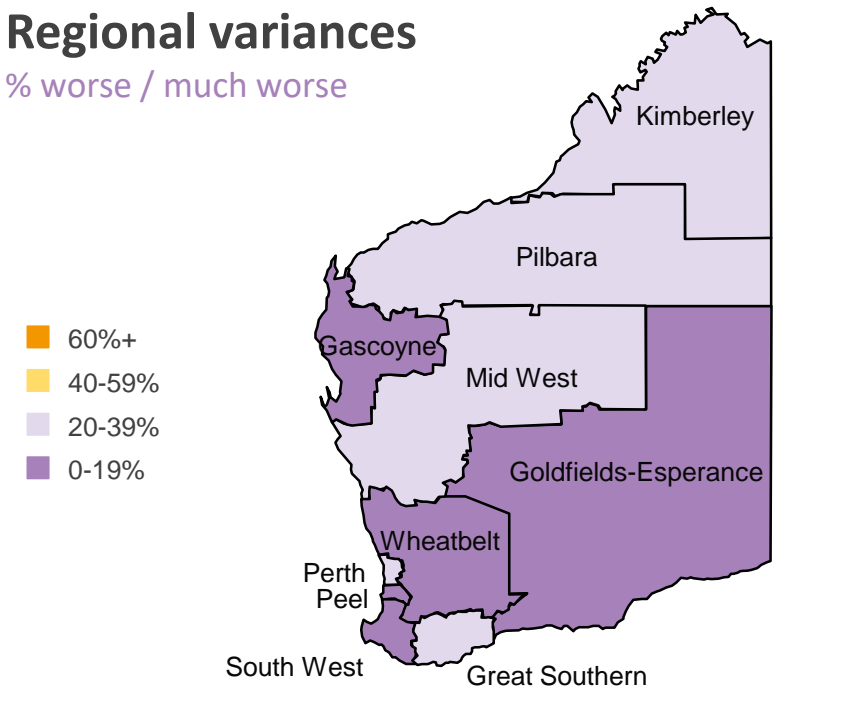 Regional variances
% worse / much worse
Kimberley
Pilbara
Gascoyne
Mid West
60%+
40-59%
20-39%
0-19%
Goldfields-Esperance
Wheatbelt
Perth
Peel
South West
Great Southern